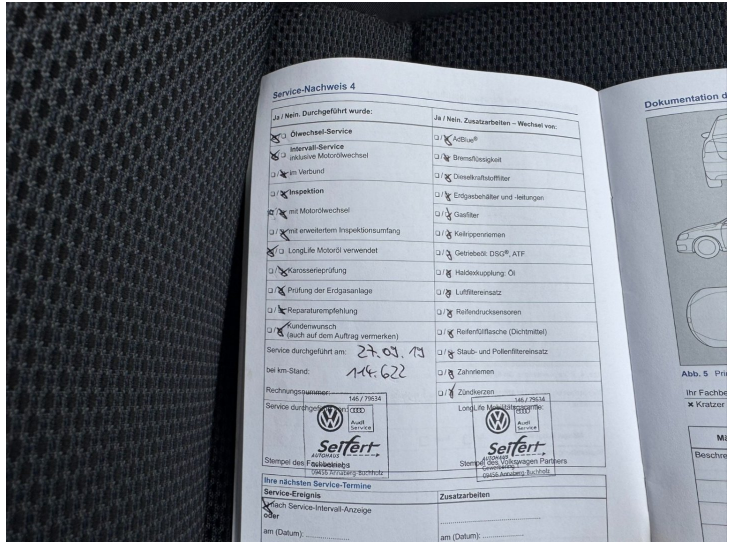 Service-Nachweis 4
Ja / Nein. Durchgeführt wurde:
Ölwechsel-Service
Intervall-Service
inklusive Motorölwechsel
im Verbund
Inspektion
mit Motorölwechsel
mit erweitertem Inspektionsumfang
LongLife Motoröl verwendet
Karosserieprüfung
Prüfung der Erdgasanlage
Reparaturempfehlung
Kundenwunsch
(auch auf dem Auftrag vermerken)
Service durchgeführt am: 27.09.19
bei km-Stand: 114.622
Rechnungsnummer:
Service durchgeführt
146 / 79634
Audi
Service
Seifert
AUTOHAUS
09456 Annaberg-Buchholz
Stempel des Fachbetriebs
Ja / Nein. Zusatzarbeiten – Wechsel von:
AdBlue®
Bremsflüssigkeit
Dieselkraftstofffilter
Erdgasbehälter und -leitungen
Gasfilter
Keilrippenriemen
Getriebeöl: DSG®, ATF
Haldexkupplung: Öl
Luftfiltereinsatz
Reifendrucksensoren
Reifenfüllflasche (Dichtmittel)
Staub- und Pollenfiltereinsatz
Zahnriemen
Zündkerzen
LongLife Mobilitätsgarantie:
146 / 79634
Audi
Service
Seifert
AUTOHAUS
09456 Annaberg-Buchholz
Stempel des Volkswagen Partners
Ihre nächsten Service-Termine
Service-Ereignis
nach Service-Intervall-Anzeige
oder
am (Datum):
Zusatzarbeiten
am (Datum):
Dokumentation d
Abb. 5 Pri
Ihr Fachbe
× Kratzer
Mä
Beschre